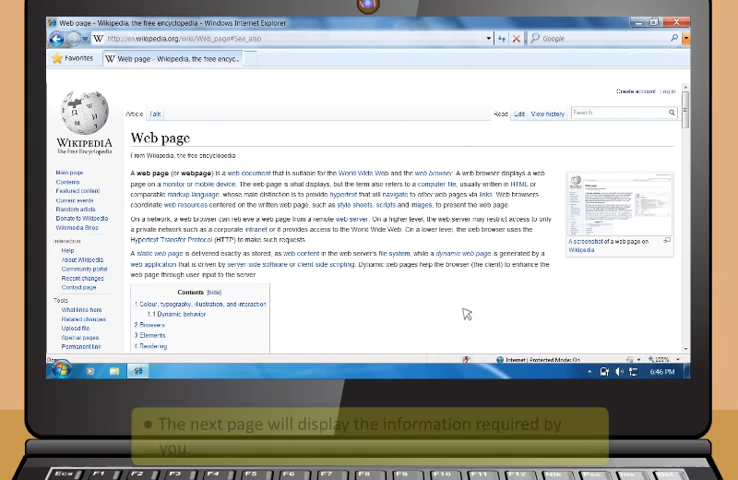 Web page - Wikipedia, the free encyclopedia - Windows Internet Explorer
http://en.wikipedia.org/wiki/Web_page#See_also
Google
Favorites
Web page - Wikipedia, the free encyc...
Create account Log in
Article Talk
Read Edit View history Search
WIKIPEDIA
The Free Encyclopedia
Main page
Contents
Featured content
Current events
Random article
Donate to Wikipedia
Wikimedia Shop
Interaction
Help
About Wikipedia
Community portal
Recent changes
Contact page
Tools
What links here
Related changes
Upload file
Special pages
Permanent link
Web page
From Wikipedia, the free encyclopedia
A web page (or webpage) is a web document that is suitable for the World Wide Web and the web browser. A web browser displays a web
page on a monitor or mobile device. The web page is what displays, but the term also refers to a computer file, usually written in HTML or
comparable markup language, whose main distinction is to provide hypertext that will navigate to other web pages via links. Web browsers
coordinate web resources centered on the written web page, such as style sheets, scripts and images, to present the web page.
On a network, a web browser can retrieve a web page from a remote web server. On a higher level, the web server may restrict access to only
a private network such as a corporate intranet or it provides access to the World Wide Web. On a lower level, the web browser uses the
Hypertext Transfer Protocol (HTTP) to make such requests
A static web page is delivered exactly as stored, as web content in the web server's file system, while a dynamic web page is generated by a
web application that is driven by server-side software or client-side scripting. Dynamic web pages help the browser (the client) to enhance the
web page through user input to the server
A screenshot of a web page on
Wikipedia
Contents [hide]
1 Colour, typography, illustration, and interaction
1.1 Dynamic behavior
2 Browsers
3 Elements
4 Rendering
Internet | Protected Mode: On
100%
6:46 PM
• The next page will display the information required by
you.
Esc F1 F2 F3 F4 F5 F6 F7 F8 F9 F10 F11 F12